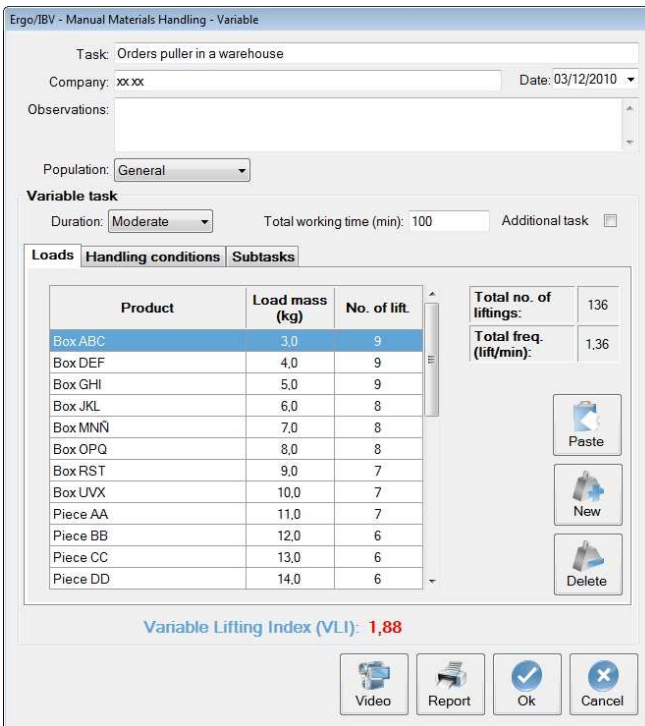 Ergo/IBV - Manual Materials Handling - Variable
Task: Orders puller in a warehouse
Company: xx xx Date: 03/12/2010
Observations:
Population: General
Variable task
Duration: Moderate Total working time (min): 100 Additional task
Loads Handling conditions Subtasks
Product Load mass (kg) No. of lift.
Box ABC 3,0 9
Box DEF 4,0 9
Box GHI 5,0 9
Box JKL 6,0 8
Box MNÑ 7,0 8
Box OPQ 8,0 8
Box RST 9,0 7
Box UVX 10,0 7
Piece AA 11,0 7
Piece BB 12,0 6
Piece CC 13,0 6
Piece DD 14,0 6
Total no. of liftings: 136
Total freq. (lift/min): 1,36
Paste
New
Delete
Variable Lifting Index (VLI): 1,88
Video Report Ok Cancel